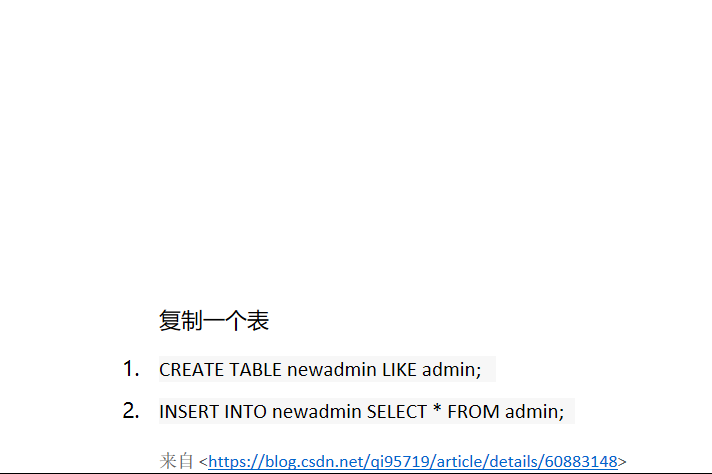 复制一个表
1. CREATE TABLE newadmin LIKE admin;
2. INSERT INTO newadmin SELECT * FROM admin;
来自 <https://blog.csdn.net/qi95719/article/details/60883148>